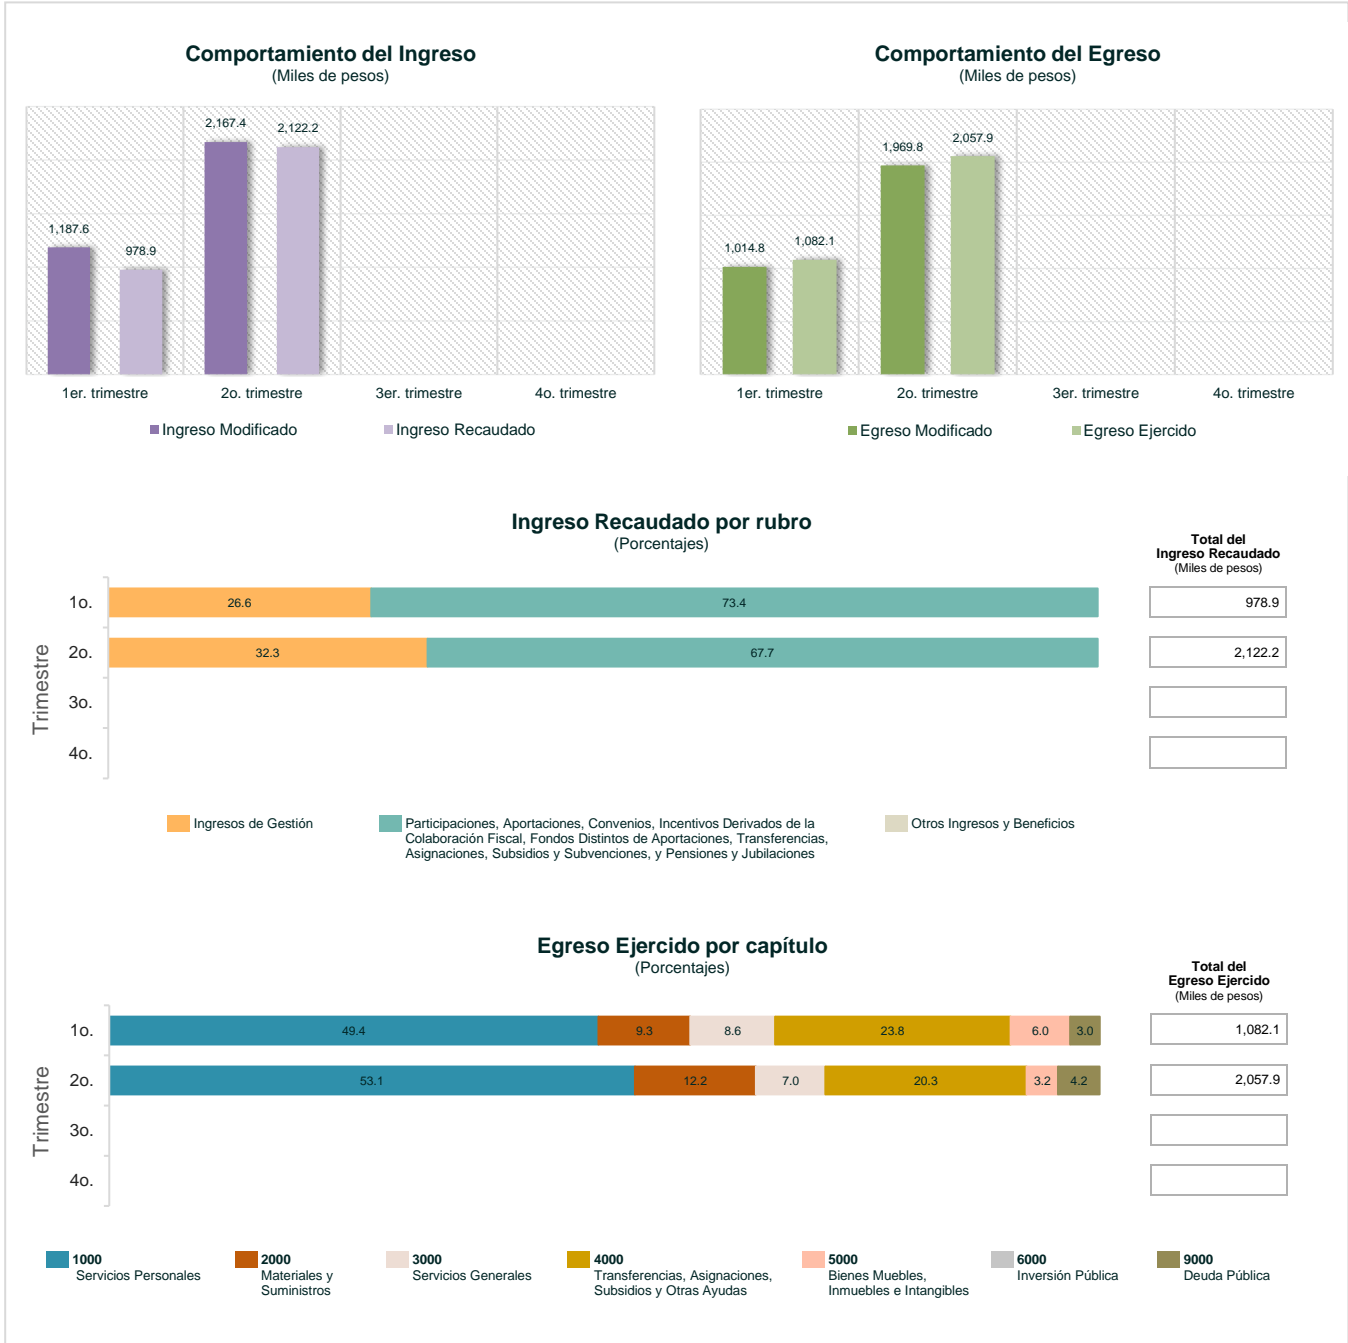 Comportamiento del Ingreso
(Miles de pesos)
2,167.4
2,122.2
1,187.6
978.9
1er. trimestre
2o. trimestre
3er. trimestre
4o. trimestre
Ingreso Modificado
Ingreso Recaudado
Comportamiento del Egreso
(Miles de pesos)
2,057.9
1,969.8
1,082.1
1,014.8
1er. trimestre
2o. trimestre
3er. trimestre
4o. trimestre
Egreso Modificado
Egreso Ejercido
Ingreso Recaudado por rubro
(Porcentajes)
Total del
Ingreso Recaudado
(Miles de pesos)
Trimestre
1o.
26.6
73.4
978.9
2o.
32.3
67.7
2,122.2
3o.
4o.
Ingresos de Gestión
Participaciones, Aportaciones, Convenios, Incentivos Derivados de la
Colaboración Fiscal, Fondos Distintos de Aportaciones, Transferencias,
Asignaciones, Subsidios y Subvenciones, y Pensiones y Jubilaciones
Otros Ingresos y Beneficios
Egreso Ejercido por capítulo
(Porcentajes)
Total del
Egreso Ejercido
(Miles de pesos)
Trimestre
1o.
49.4
9.3
8.6
23.8
6.0
3.0
1,082.1
2o.
53.1
12.2
7.0
20.3
3.2
4.2
2,057.9
3o.
4o.
1000
Servicios Personales
2000
Materiales y
Suministros
3000
Servicios Generales
4000
Transferencias, Asignaciones,
Subsidios y Otras Ayudas
5000
Bienes Muebles,
Inmuebles e Intangibles
6000
Inversión Pública
9000
Deuda Pública